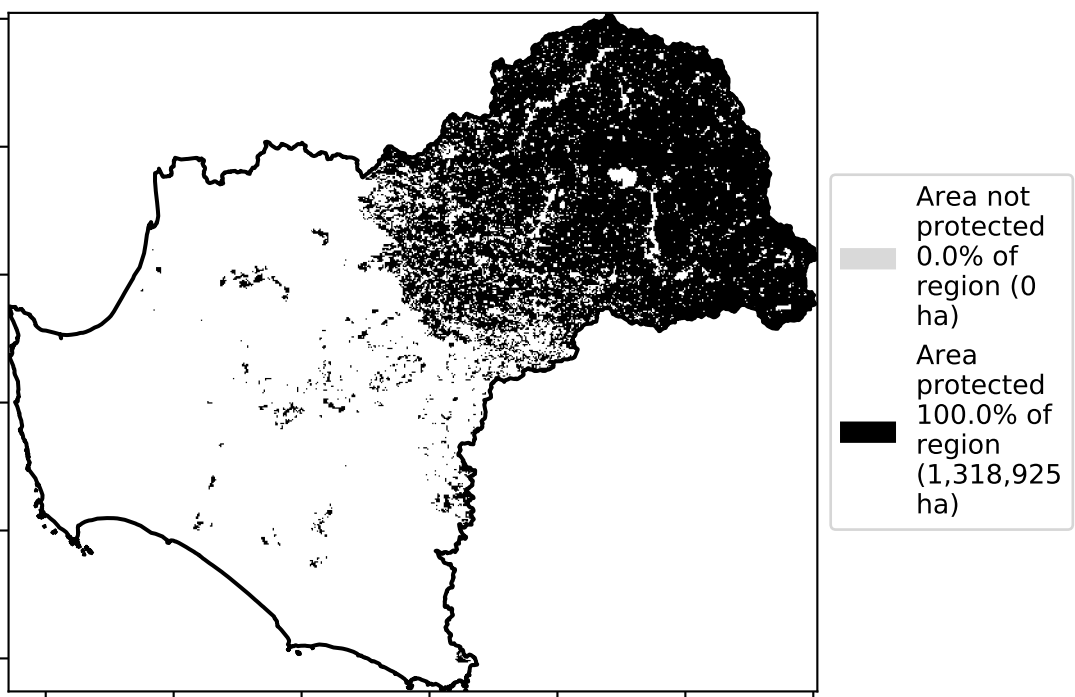 Area not
protected
0.0% of
region (0
ha)
Area
protected
100.0% of
region
(1,318,925
ha)